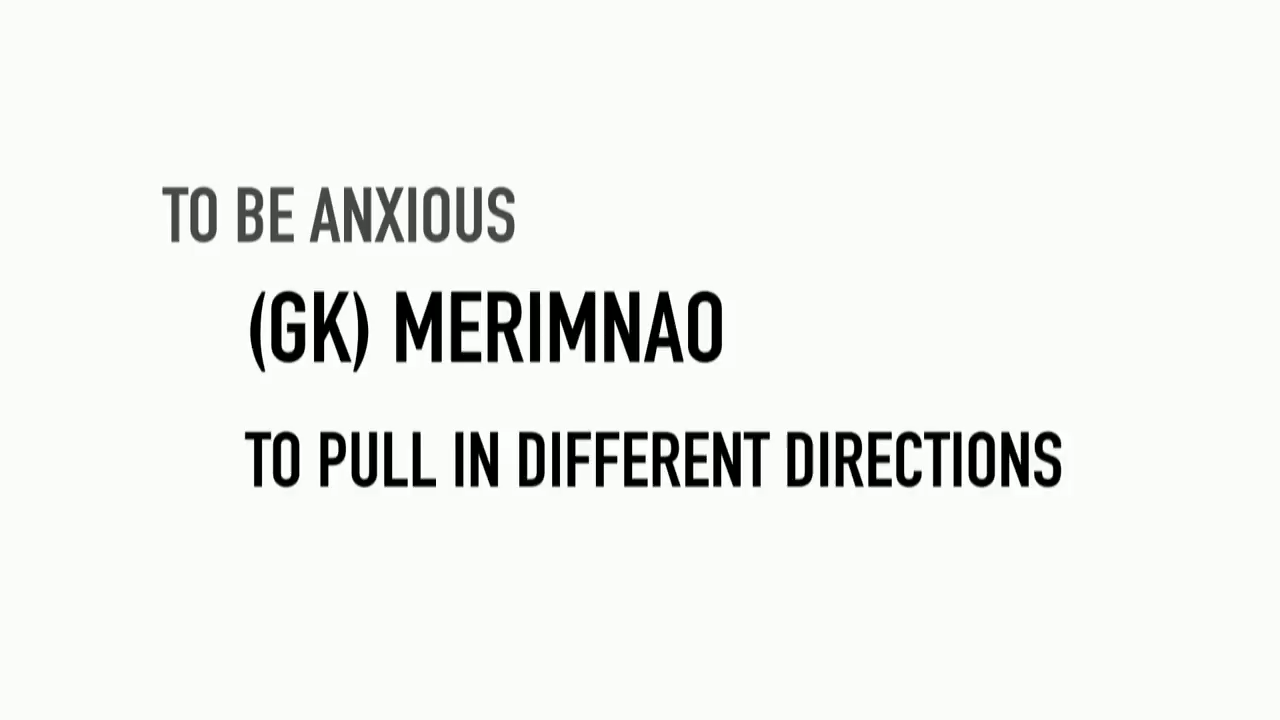 TO BE ANXIOUS
(GK) MERIMNAO
TO PULL IN DIFFERENT DIRECTIONS